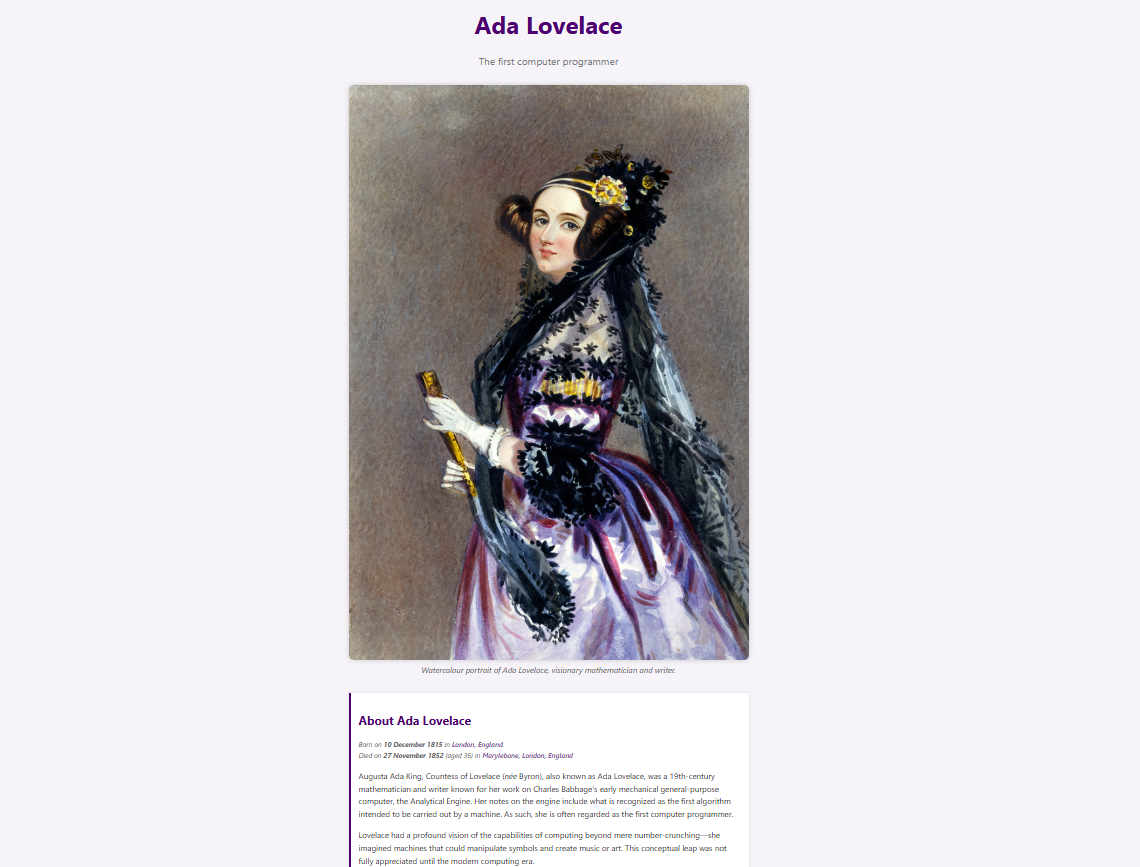 Ada Lovelace
The first computer programmer
Watercolour portrait of Ada Lovelace, visionary mathematician and writer.
About Ada Lovelace
Born on 10 December 1815 in London, England.
Died on 27 November 1852 (aged 36) in Marylebone, London, England
Augusta Ada King, Countess of Lovelace (née Byron), also known as Ada Lovelace, was a 19th-century
mathematician and writer known for her work on Charles Babbage's early mechanical general-purpose
computer, the Analytical Engine. Her notes on the engine include what is recognized as the first algorithm
intended to be carried out by a machine. As such, she is often regarded as the first computer programmer.
Lovelace had a profound vision of the capabilities of computing beyond mere number-crunching—she
imagined machines that could manipulate symbols and create music or art. This conceptual leap was not
fully appreciated until the modern computing era.